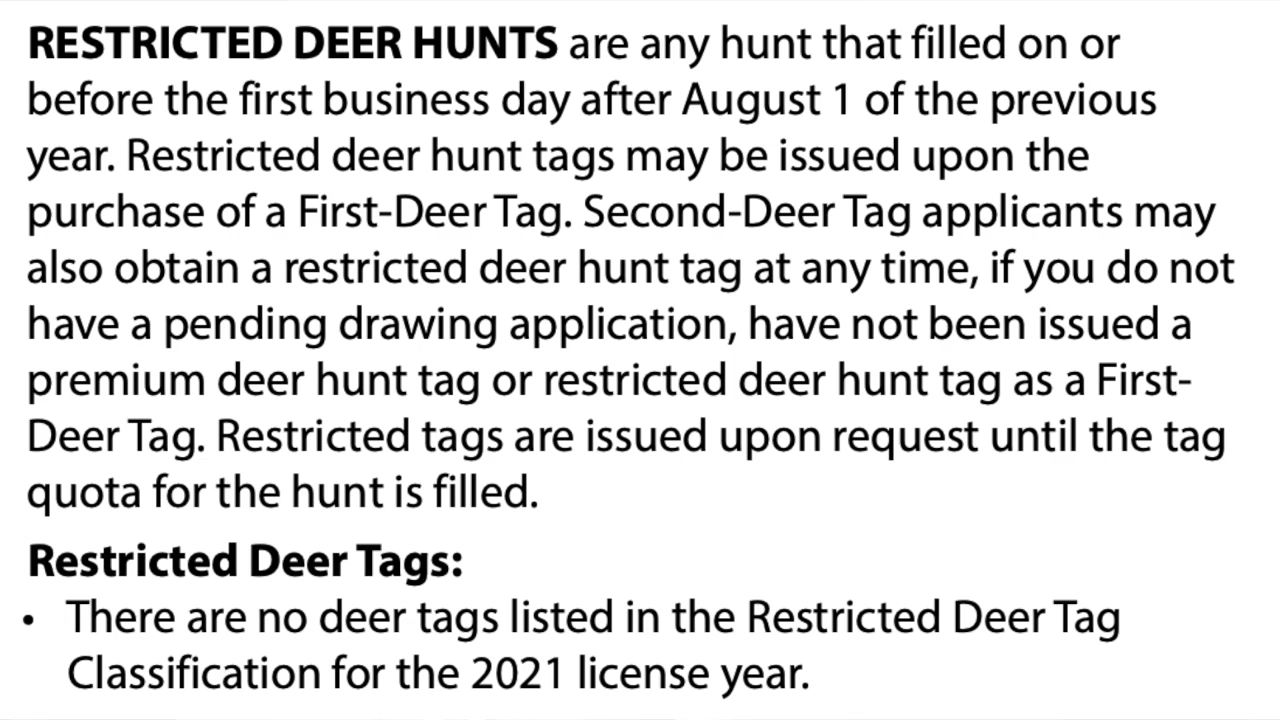 RESTRICTED DEER HUNTS are any hunt that filled on or
before the first business day after August 1 of the previous
year. Restricted deer hunt tags may be issued upon the
purchase of a First-Deer Tag. Second-Deer Tag applicants may
also obtain a restricted deer hunt tag at any time, if you do not
have a pending drawing application, have not been issued a
premium deer hunt tag or restricted deer hunt tag as a First-
Deer Tag. Restricted tags are issued upon request until the tag
quota for the hunt is filled.
Restricted Deer Tags:
• There are no deer tags listed in the Restricted Deer Tag
Classification for the 2021 license year.